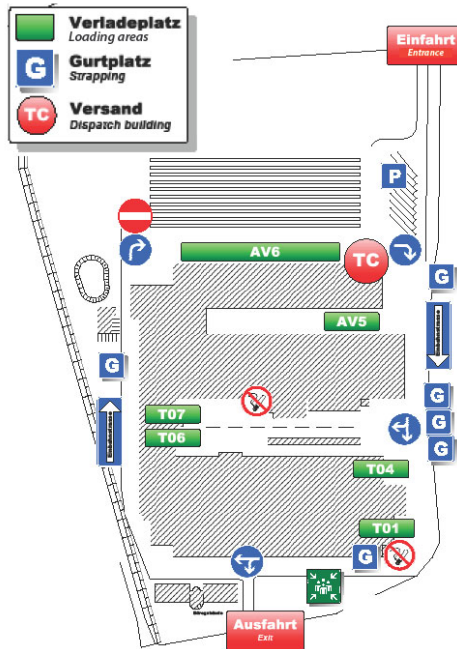 Verladeplatz
Loading areas
G
Gurtplatz
Strapping
TC
Versand
Dispatch building
Einfahrt
Entrance
P
AV6
TC
G
AV5
G
T07
G
G
T06
G
T04
T01
G
Ausfahrt
Exit